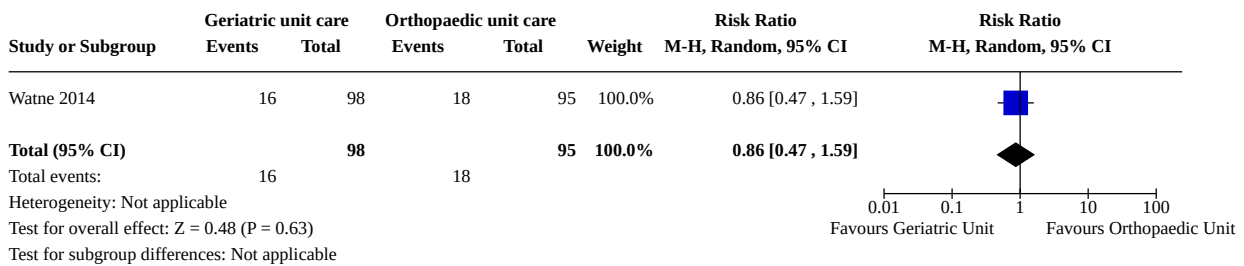 Geriatric unit care Orthopaedic unit care Risk Ratio Risk Ratio
Study or Subgroup Events Total Events Total Weight M-H, Random, 95% CI M-H, Random, 95% CI
Watne 2014 16 98 18 95 100.0% 0.86 [0.47 , 1.59]
Total (95% CI) 98 95 100.0% 0.86 [0.47 , 1.59]
Total events: 16 18
Heterogeneity: Not applicable
0.01 0.1 1 10 100
Test for overall effect: Z = 0.48 (P = 0.63)
Favours Geriatric Unit Favours Orthopaedic Unit
Test for subgroup differences: Not applicable